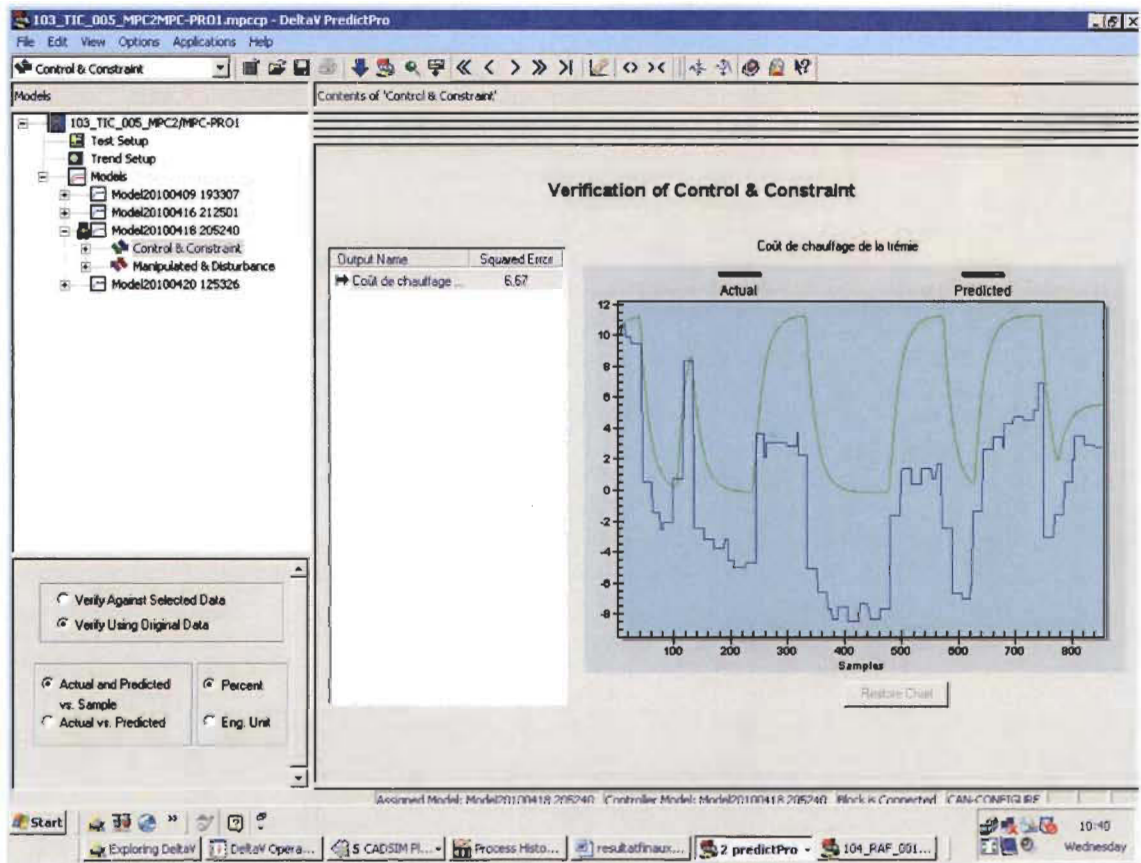 103_TIC_005_MPC2MPC-PRO1.mpccp - DeltaV PredictPro
File Edit View Options Applications Help
Control & Constraint
Models
Contents of 'Control & Constraint'
103_TIC_005_MPC2/MPC-PRO1
Test Setup
Trend Setup
Models
Model20100409 193307
Model20100416 212501
Model20100418 205240
Control & Constraint
Manipulated & Disturbance
Model20100420 125326
Verification of Control & Constraint
Output Name Squared Error
Coût de chauffage ... 6.67
Coût de chauffage de la trémie
Actual Predicted
12
10
8
6
4
2
0
-2
-4
-6
-8
100 200 300 400 500 600 700 800
Samples
Restore Chart
Verify Against Selected Data
Verify Using Original Data
Actual and Predicted vs. Sample
Actual vs. Predicted
Percent
Eng. Unit
Assigned Model: Model20100418 205240 Controller Model: Model20100418 205240 Block is Connected CAN-CONFIGURE
Start
10:40
Exploring DeltaV DeltaV Opera... 5 CADSIM Pl... Process Histo... resultatfinaux... 2 predictPro 104_RAF_001... Wednesday